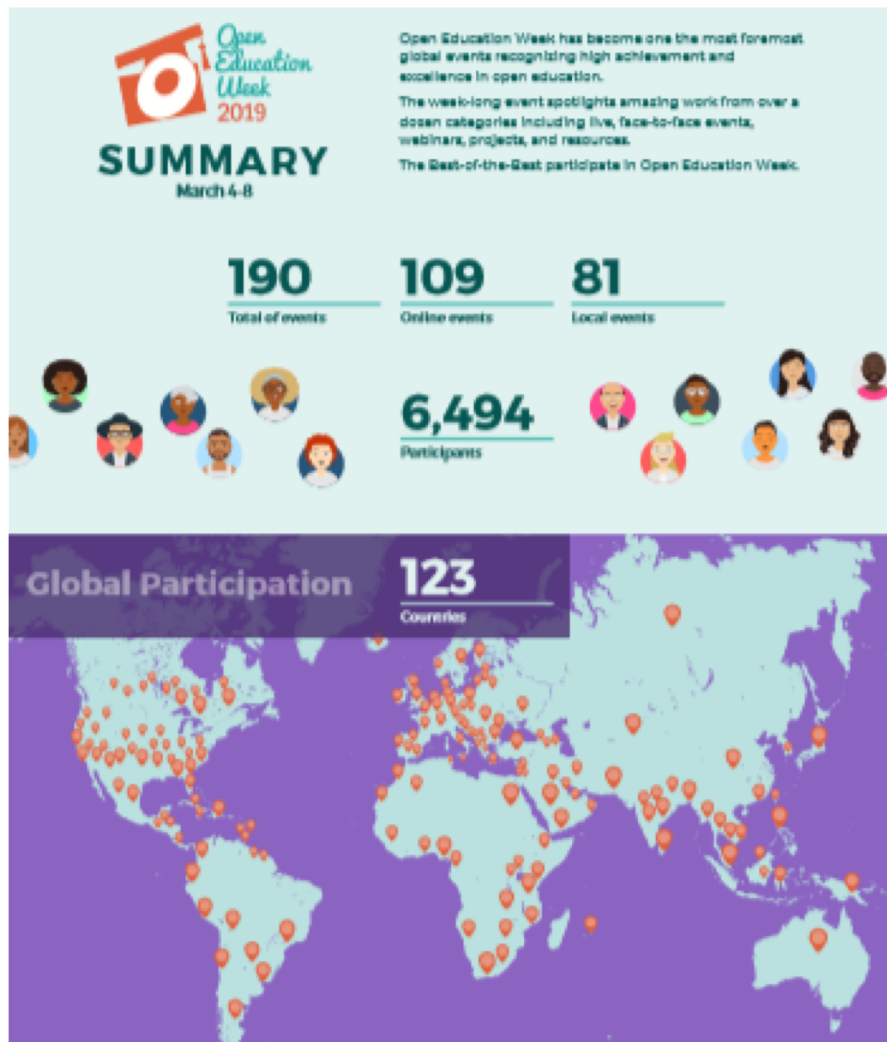 Open
Education
Week
2019
SUMMARY
March 4-8
Open Education Week has become one the most foremost
global events recognizing high achievement and
excellence in open education.
The week-long event spotlights amazing work from over a
dozen categories including live, face-to-face events,
webinars, projects, and resources.
The Best-of-the-Best participate in Open Education Week.
190
Total of events
109
Online events
81
Local events
6,494
Participants
Global Participation
123
Countries